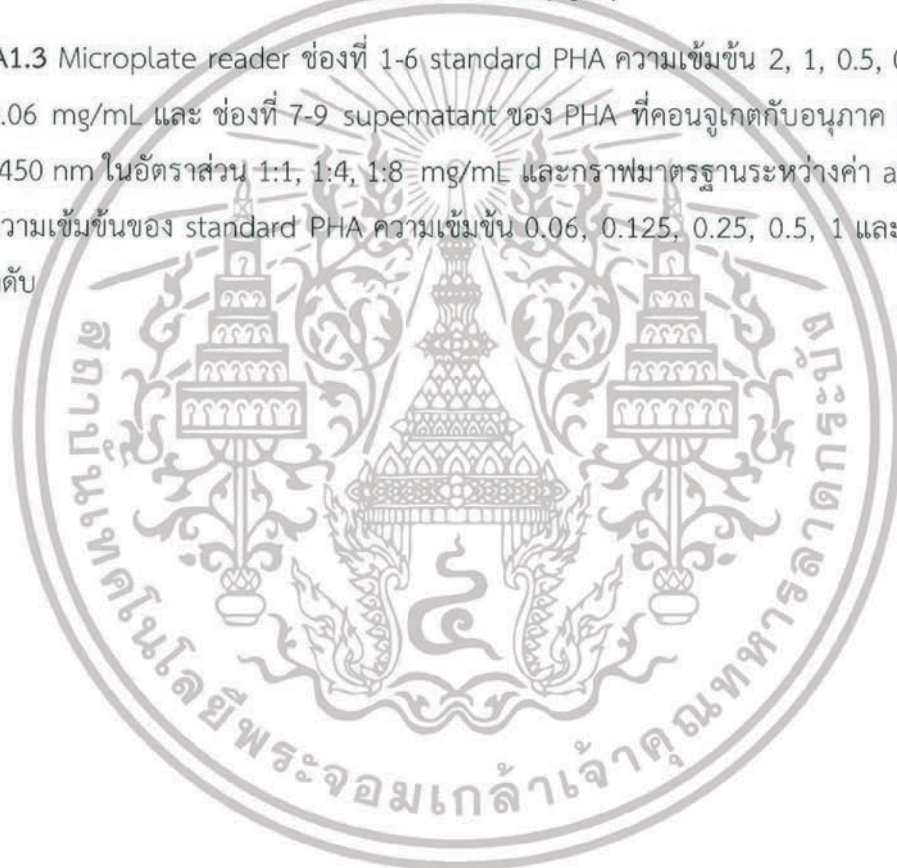 A1.3 Microplate reader ช่องที่ 1-6 standard PHA ความเข้มข้น 2, 1, 0.5,
.06 mg/mL และ ช่องที่ 7-9 supernatant ของ PHA ที่คอนจูเกตกับอนุภาค
450 nm ในอัตราส่วน 1:1, 1:4, 1:8 mg/mL และกราฟมาตรฐานระหว่างค่า a
วามเข้มข้นของ standard PHA ความเข้มข้น 0.06, 0.125, 0.25, 0.5, 1 และ
ดับ
สถาบันเทคโนโลยีพระจอมเกล้าเจ้าคุณทหารลาดกระบัง